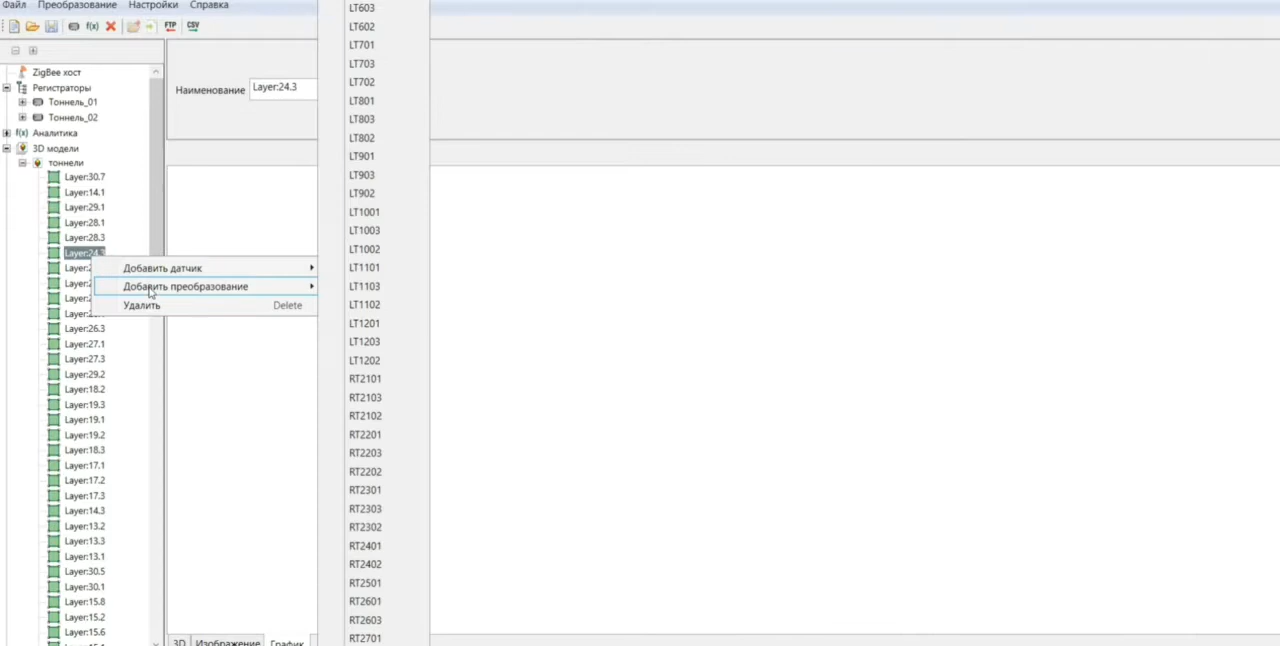 Файл Преобразование Настройки Справка
f(x) FTP CSV
ZigBee хост
Регистраторы
Тоннель_01
Тоннель_02
f(x) Аналитика
3D модели
тоннели
Layer:30.7
Layer:14.1
Layer:29.1
Layer:28.1
Layer:28.3
Layer:24.3
Layer:26.3
Layer:27.1
Layer:27.3
Layer:29.2
Layer:18.2
Layer:19.3
Layer:19.1
Layer:19.2
Layer:18.3
Layer:17.1
Layer:17.2
Layer:17.3
Layer:14.3
Layer:13.2
Layer:13.3
Layer:13.1
Layer:30.5
Layer:30.1
Layer:15.8
Layer:15.2
Layer:15.6
Наименование Layer:24.3
Добавить датчик
Добавить преобразование
Удалить Delete
LT603
LT602
LT701
LT703
LT702
LT801
LT803
LT802
LT901
LT903
LT902
LT1001
LT1003
LT1002
LT1101
LT1103
LT1102
LT1201
LT1203
LT1202
RT2101
RT2103
RT2102
RT2201
RT2203
RT2202
RT2301
RT2303
RT2302
RT2401
RT2402
RT2501
RT2601
RT2603
RT2701
3D Изображение График